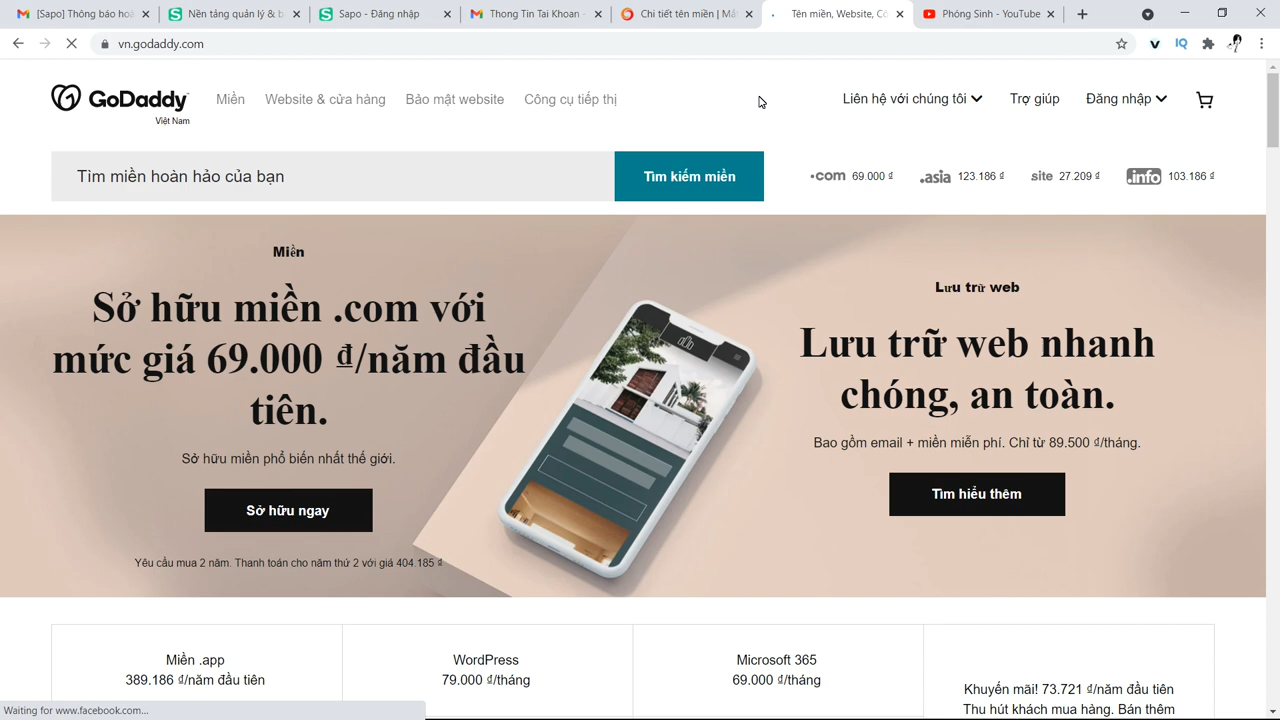 [Sapo] Thông báo hoà
Nền tảng quản lý & b
Sapo - Đăng nhập
Thong Tin Tai Khoan -
Chi tiết tên miền | Mắ
Tên miền, Website, Cô
Phóng Sinh - YouTube
vn.godaddy.com
GoDaddy
Việt Nam
Miền
Website & cửa hàng
Bảo mật website
Công cụ tiếp thị
Liên hệ với chúng tôi
Trợ giúp
Đăng nhập
Tìm miền hoàn hảo của bạn
Tìm kiếm miền
.com 69.000 ₫
.asia 123.186 ₫
.site 27.209 ₫
.info 103.186 ₫
Miền
Sở hữu miền .com với
mức giá 69.000 ₫/năm đầu
tiên.
Sở hữu miền phổ biến nhất thế giới.
Sở hữu ngay
Yêu cầu mua 2 năm. Thanh toán cho năm thứ 2 với giá 404.185 ₫
Lưu trữ web
Lưu trữ web nhanh
chóng, an toàn.
Bao gồm email + miền miễn phí. Chỉ từ 89.500 ₫/tháng.
Tìm hiểu thêm
Miền .app
389.186 ₫/năm đầu tiên
WordPress
79.000 ₫/tháng
Microsoft 365
69.000 ₫/tháng
Khuyến mãi! 73.721 ₫/năm đầu tiên
Thu hút khách mua hàng. Bán thêm
Waiting for www.facebook.com...